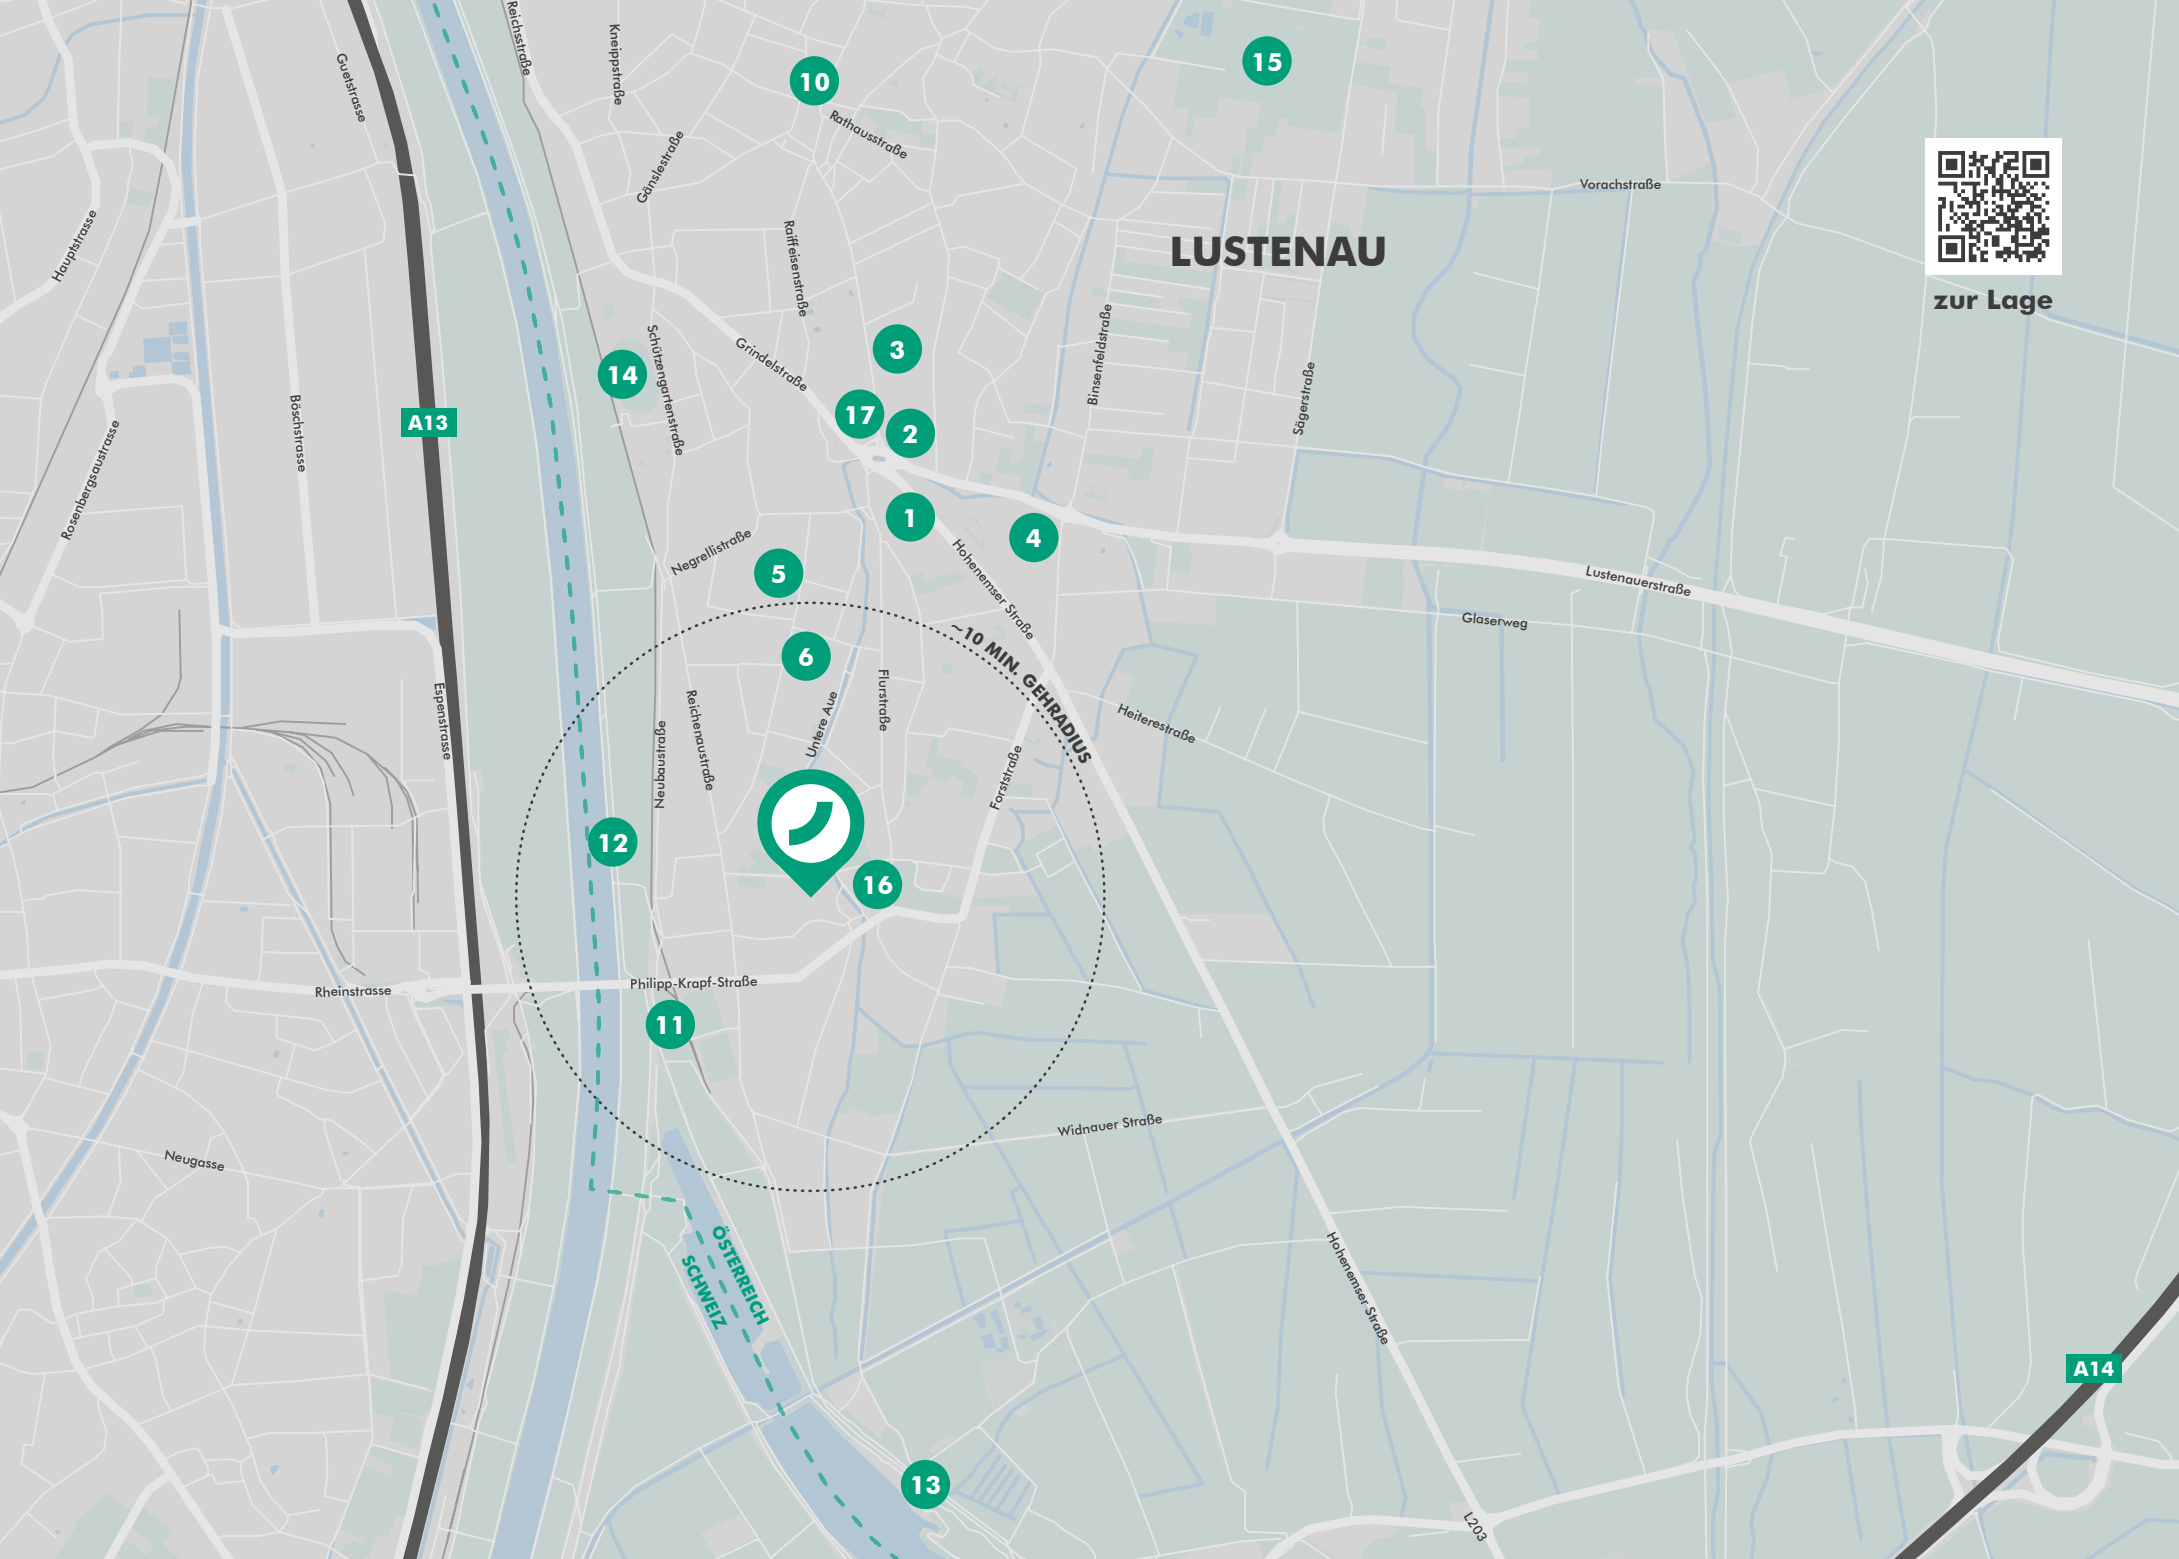 Reichsstraße
Kneippstraße
Guetstrasse
10
15
Rathausstraße
Gänslestraße
Vorachstraße
Hauptstrasse
Raiffeisenstraße
LUSTENAU
zur Lage
Schützengartenstraße
Grindelstraße
3
14
Binsenfeldstraße
Sägerstraße
17
2
A13
Böschstrasse
Rosenbergsaustrasse
1
4
Negrellistraße
5
Hohenemser Straße
Lustenauerstraße
Glaserweg
~10 MIN. GEHRADIUS
6
Espenstrasse
Neubaustraße
Reichenaustraße
Untere Aue
Flurstraße
Heiferestraße
Forststraße
12
16
Philipp-Krapf-Straße
Rheinstrasse
11
Widnauer Straße
Neugasse
ÖSTERREICH
SCHWEIZ
Hohenemser Straße
A14
13
L203